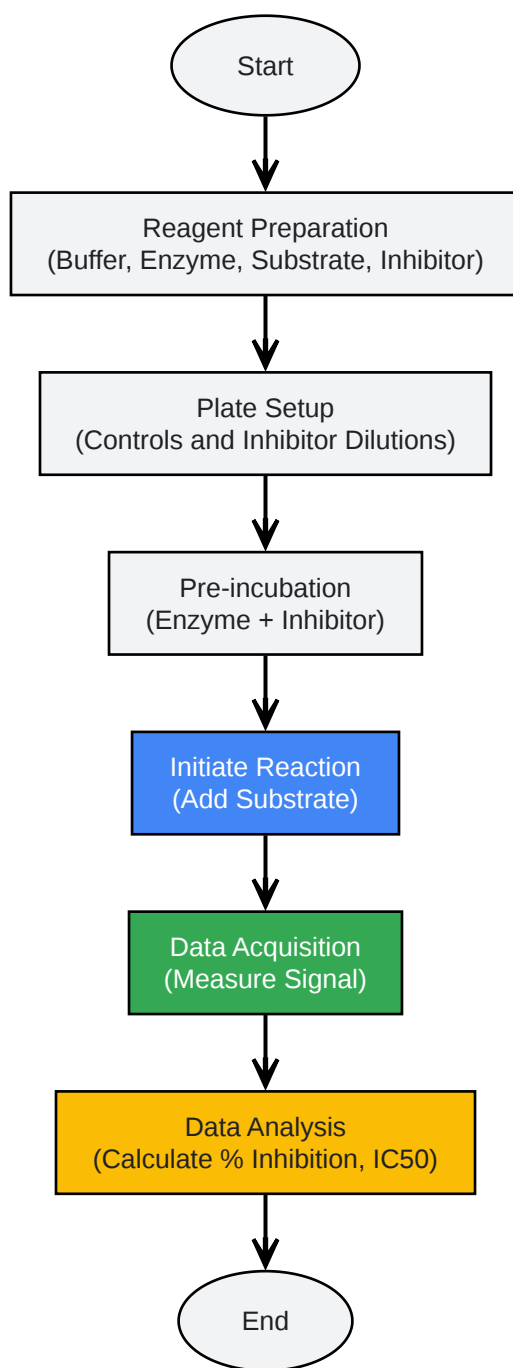 Start
Reagent Preparation
(Buffer, Enzyme, Substrate, Inhibitor)
Plate Setup
(Controls and Inhibitor Dilutions)
Pre-incubation
(Enzyme + Inhibitor)
Initiate Reaction
(Add Substrate)
Data Acquisition
(Measure Signal)
Data Analysis
(Calculate % Inhibition, IC50)
End